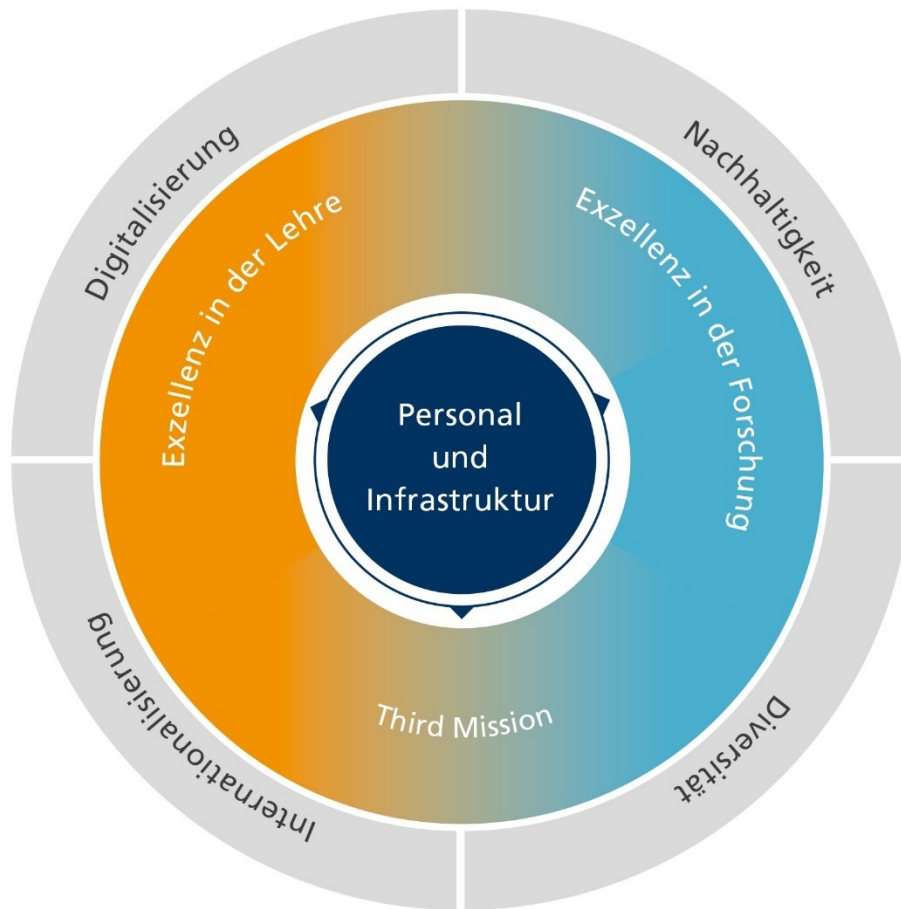 Digitalisierung
Nachhaltigkeit
Exzellenz in der Lehre
Exzellenz in der Forschung
Personal
und
Infrastruktur
Third Mission
Internationalisierung
Diversität